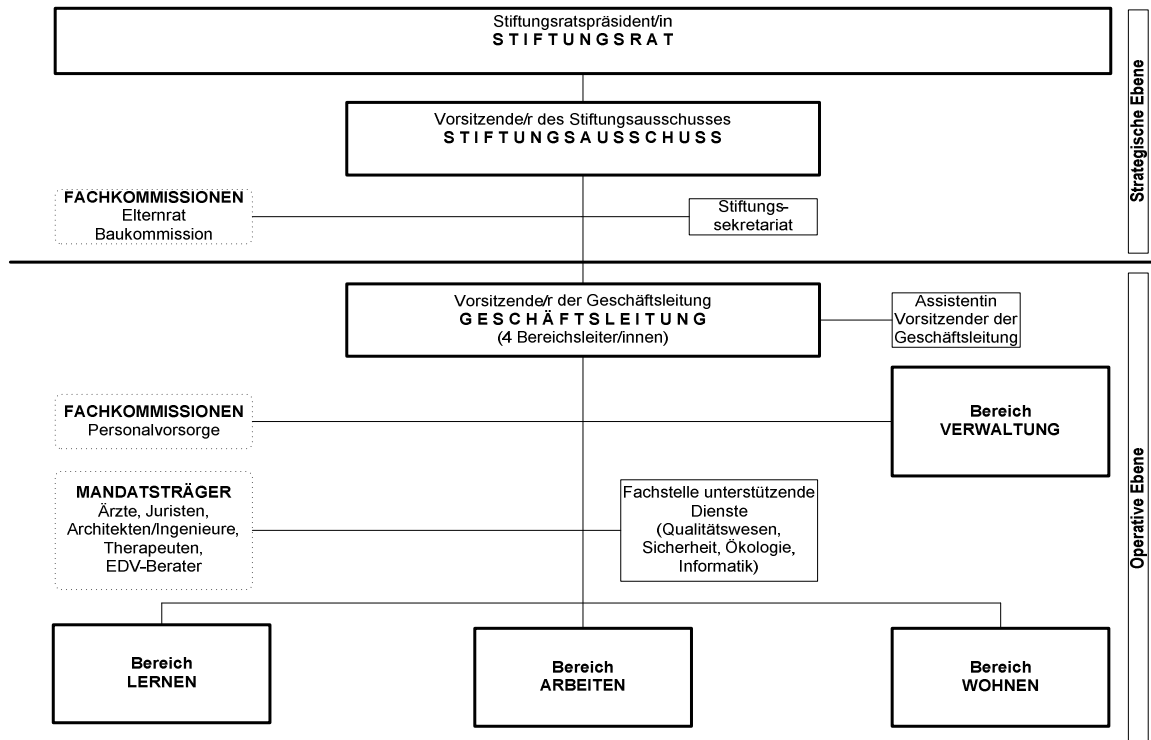 Stiftungsratspräsident/in
STIFTUNGSRAT
Vorsitzende/r des Stiftungsausschusses
STIFTUNGSAUSSCHUSS
FACHKOMMISSIONEN
Elternrat
Baukommission
Stiftungs-
sekretariat
Strategische Ebene
Vorsitzende/r der Geschäftsleitung
GESCHÄFTSLEITUNG
(4 Bereichsleiter/innen)
Assistentin
Vorsitzender der
Geschäftsleitung
FACHKOMMISSIONEN
Personalvorsorge
Bereich
VERWALTUNG
MANDATSTRÄGER
Ärzte, Juristen,
Architekten/Ingenieure,
Therapeuten,
EDV-Berater
Fachstelle unterstützende
Dienste
(Qualitätswesen,
Sicherheit, Ökologie,
Informatik)
Operative Ebene
Bereich
LERNEN
Bereich
ARBEITEN
Bereich
WOHNEN